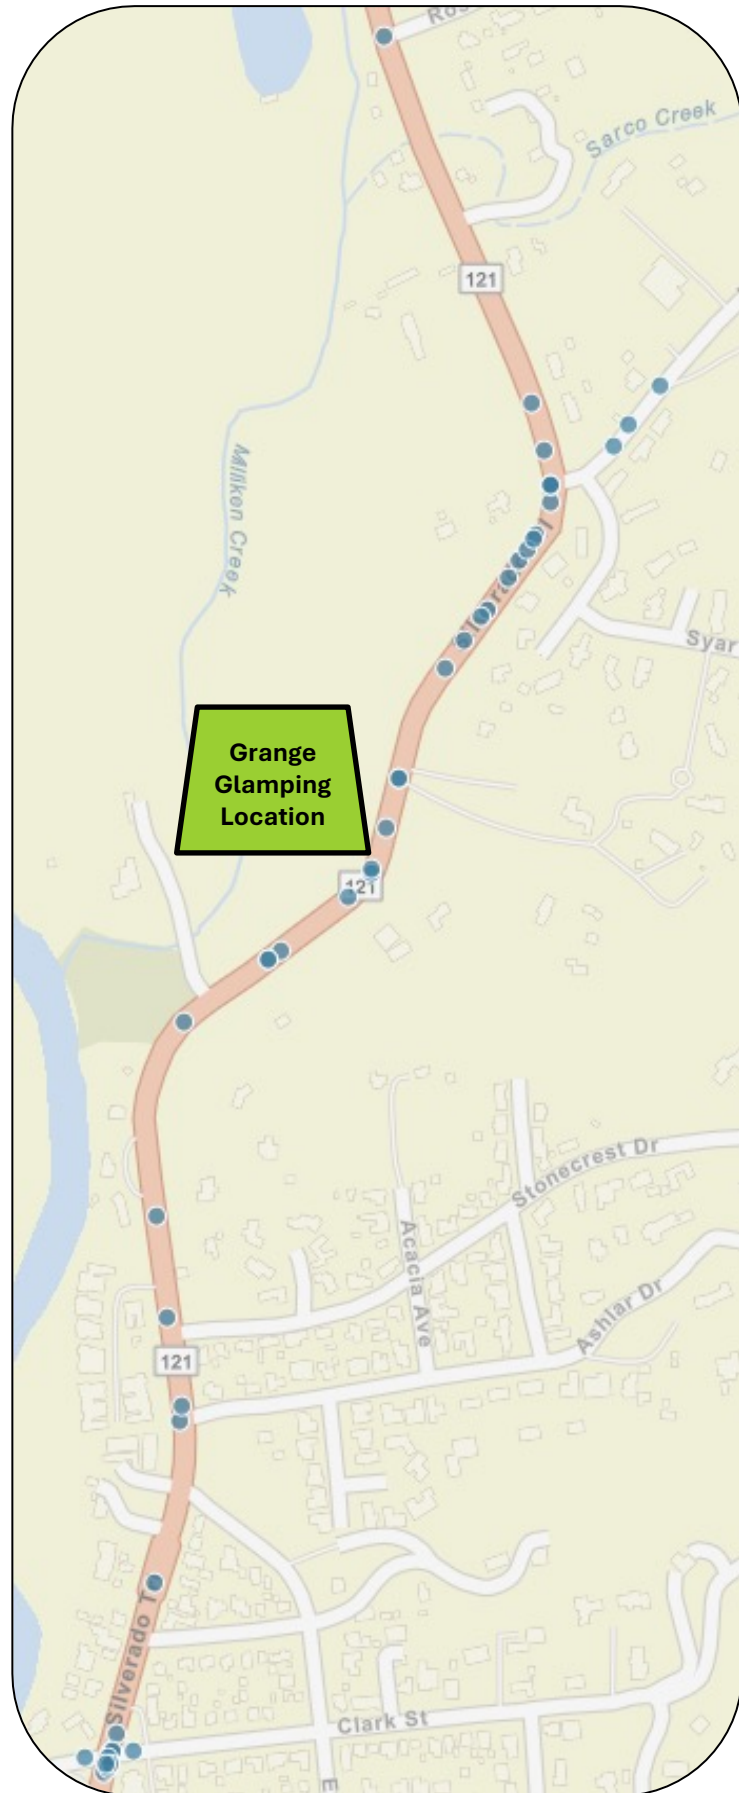 Ros
Sarco Creek
121
Milliken Creek
Syar
Grange
Glamping
Location
121
Stonecrest Dr
Acacia Ave
Ashlar Dr
121
Silverado T
Clark St
E